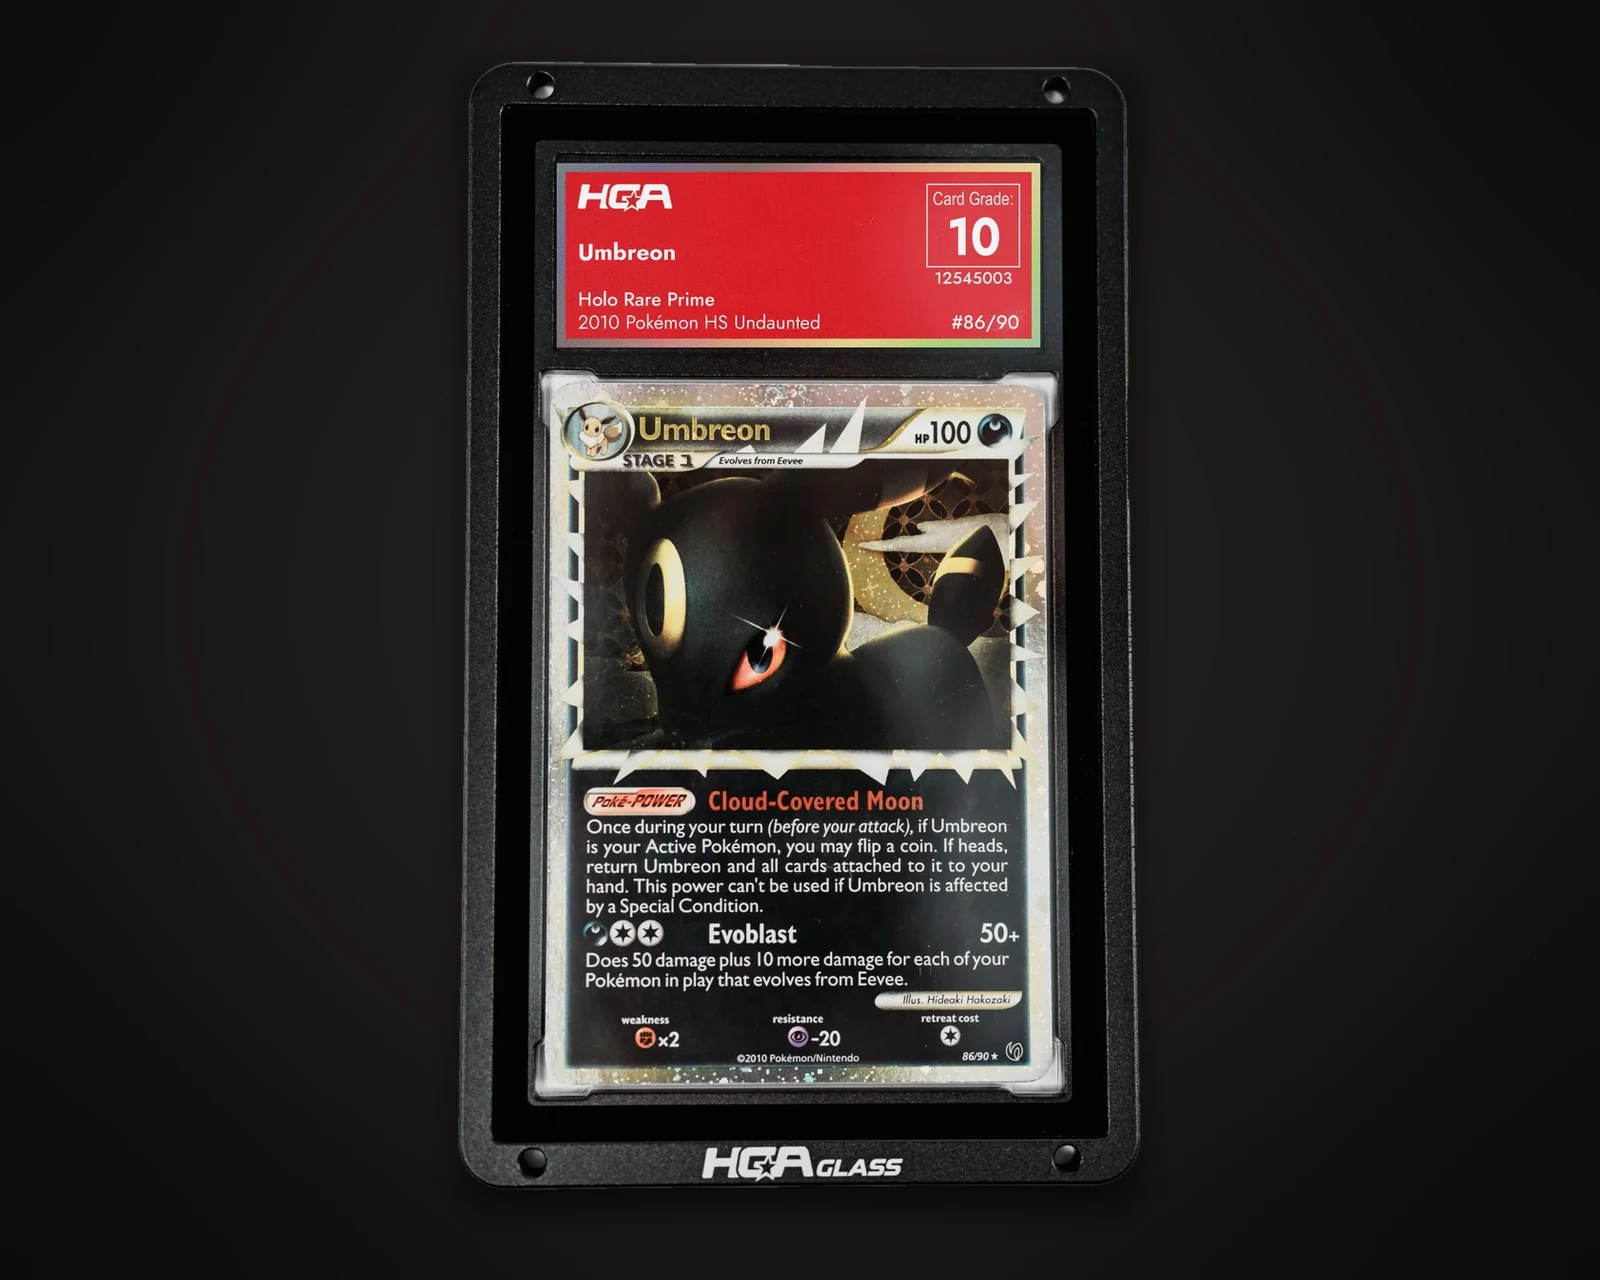 HGA
Card Grade:
10
12545003
Umbreon
Holo Rare Prime
2010 Pokémon HS Undaunted
#86/90
Umbreon
HP100
STAGE 1
Evolves from Eevee
Poké-POWER Cloud-Covered Moon
Once during your turn (before your attack), if Umbreon
is your Active Pokémon, you may flip a coin. If heads,
return Umbreon and all cards attached to it to your
hand. This power can't be used if Umbreon is affected
by a Special Condition.
Evoblast 50+
Does 50 damage plus 10 more damage for each of your
Pokémon in play that evolves from Eevee.
Illus. Hideaki Hakozaki
weakness resistance retreat cost
x2 -20
©2010 Pokémon/Nintendo 86/90 ★
HGA GLASS